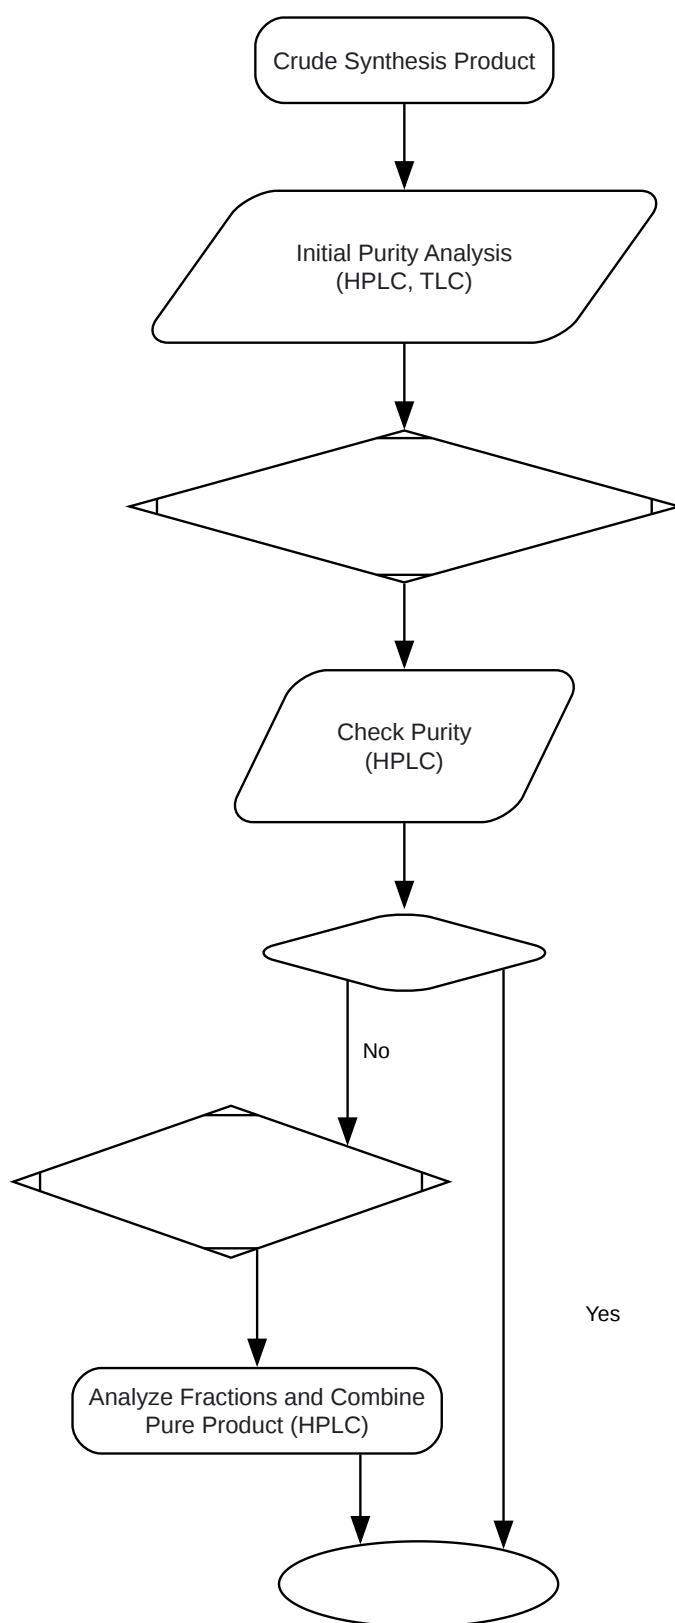 Crude Synthesis Product
Initial Purity Analysis
(HPLC, TLC)
Check Purity
(HPLC)
No
Yes
Analyze Fractions and Combine
Pure Product (HPLC)